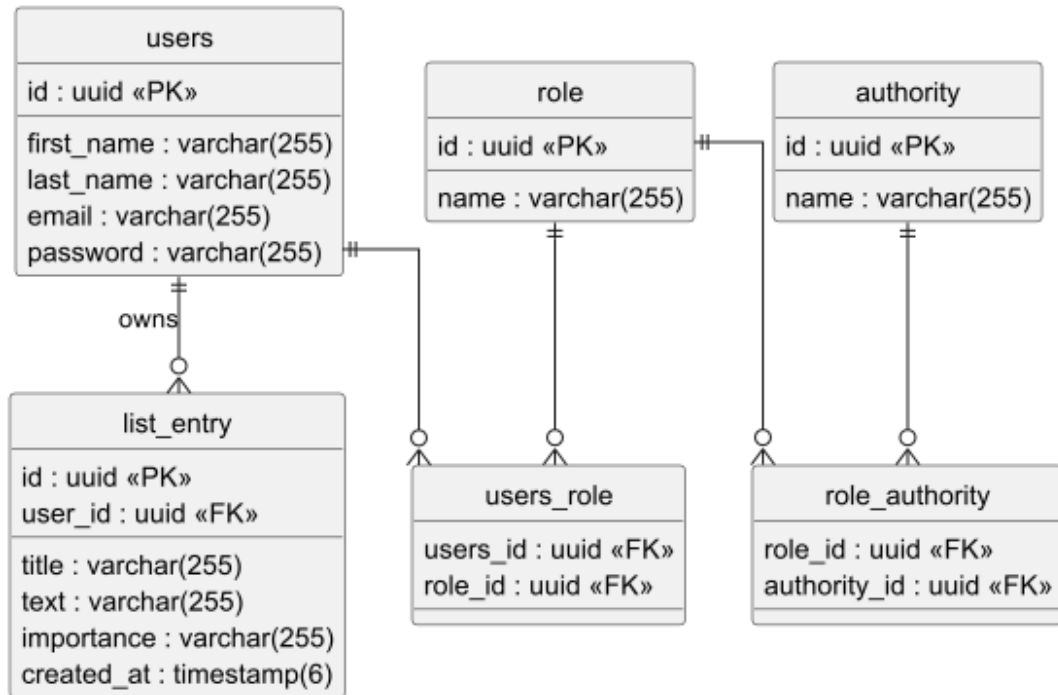 users
id : uuid «PK»
first_name : varchar(255)
last_name : varchar(255)
email : varchar(255)
password : varchar(255)
role
id : uuid «PK»
name : varchar(255)
authority
id : uuid «PK»
name : varchar(255)
owns
list_entry
id : uuid «PK»
user_id : uuid «FK»
title : varchar(255)
text : varchar(255)
importance : varchar(255)
created_at : timestamp(6)
users_role
users_id : uuid «FK»
role_id : uuid «FK»
role_authority
role_id : uuid «FK»
authority_id : uuid «FK»